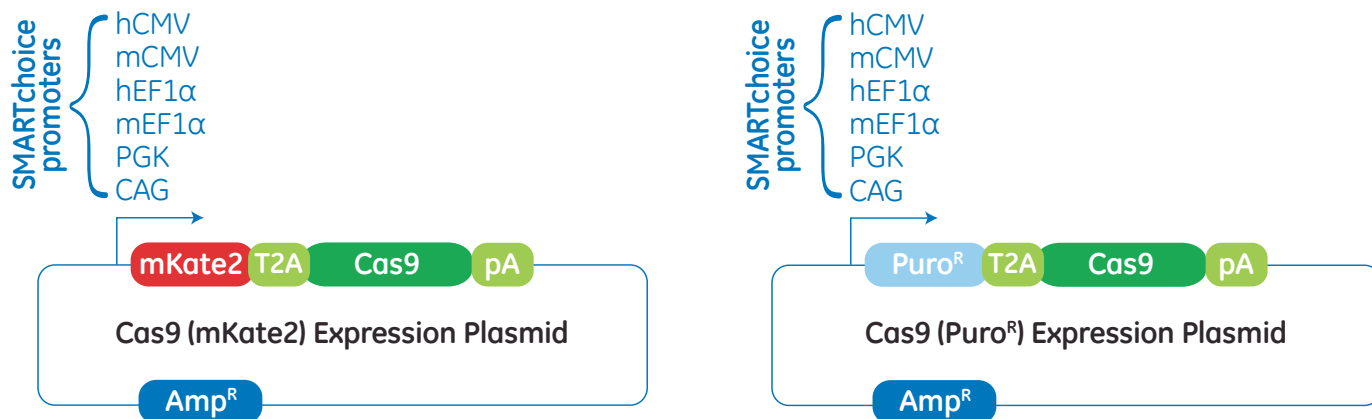 SMARTchoice
promoters
hCMV
mCMV
hEF1α
mEF1α
PGK
CAG
mKate2 T2A Cas9 pA
Cas9 (mKate2) Expression Plasmid
Ampᴿ
SMARTchoice
promoters
hCMV
mCMV
hEF1α
mEF1α
PGK
CAG
Puroᴿ T2A Cas9 pA
Cas9 (Puroᴿ) Expression Plasmid
Ampᴿ